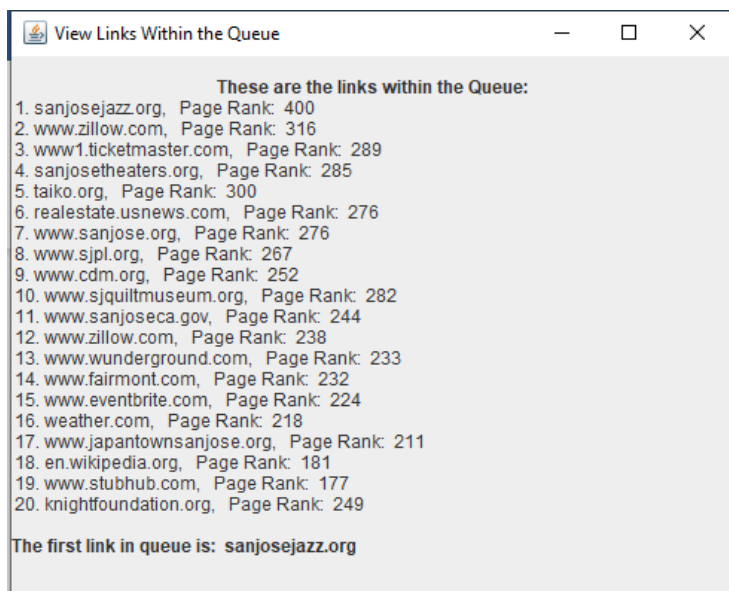 View Links Within the Queue
These are the links within the Queue:
1. sanjosejazz.org, Page Rank: 400
2. www.zillow.com, Page Rank: 316
3. www1.ticketmaster.com, Page Rank: 289
4. sanjosetheaters.org, Page Rank: 285
5. taiko.org, Page Rank: 300
6. realestate.usnews.com, Page Rank: 276
7. www.sanjose.org, Page Rank: 276
8. www.sjpl.org, Page Rank: 267
9. www.cdm.org, Page Rank: 252
10. www.sjquiltmuseum.org, Page Rank: 282
11. www.sanjoseca.gov, Page Rank: 244
12. www.zillow.com, Page Rank: 238
13. www.wunderground.com, Page Rank: 233
14. www.fairmont.com, Page Rank: 232
15. www.eventbrite.com, Page Rank: 224
16. weather.com, Page Rank: 218
17. www.japantownsanjose.org, Page Rank: 211
18. en.wikipedia.org, Page Rank: 181
19. www.stubhub.com, Page Rank: 177
20. knightfoundation.org, Page Rank: 249
The first link in queue is: sanjosejazz.org